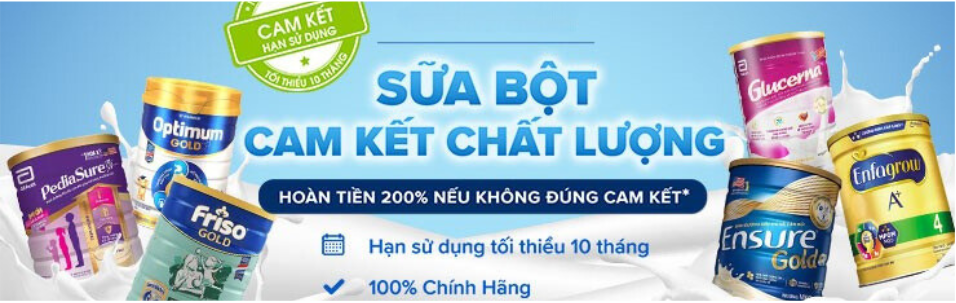 CAM KẾT
HẠN SỬ DỤNG
TỐI THIỂU 10 THÁNG
SỮA BỘT
CAM KẾT CHẤT LƯỢNG
HOÀN TIỀN 200% NẾU KHÔNG ĐÚNG CAM KẾT*
Hạn sử dụng tối thiểu 10 tháng
100% Chính Hãng
PediaSure
Optimum
GOLD
Friso
GOLD
Glucerna
Ensure
Gold
Enfagrow
A+
4